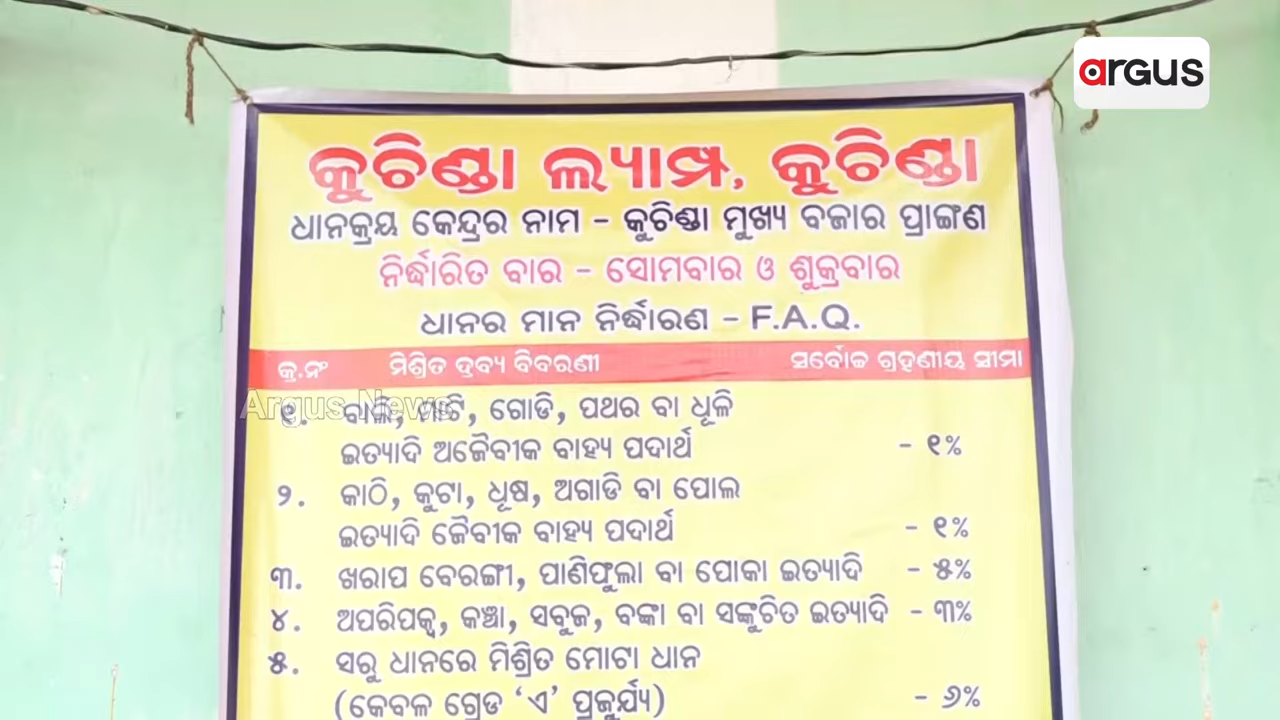 argus
କୁଚିଣ୍ଡା ଲ୍ୟାମ୍ପ, କୁଚିଣ୍ଡା
ଧାନକ୍ରୟ କେନ୍ଦ୍ରର ନାମ - କୁଚିଣ୍ଡା ମୁଖ୍ୟ ବଜାର ପ୍ରାଙ୍ଗଣ
ନିର୍ଦ୍ଧାରିତ ବାର - ସୋମବାର ଓ ଶୁକ୍ରବାର
ଧାନର ମାନ ନିର୍ଦ୍ଧାରଣ - F.A.Q.
କ୍ର.ନଂ ମିଶ୍ରିତ ଦ୍ରବ୍ୟ ବିବରଣୀ ସର୍ବୋଚ୍ଚ ଗ୍ରହଣୀୟ ସୀମା
Argus News
୧. ବାଲି, ମାଟି, ଗୋଡି, ପଥର ବା ଧୂଳି
ଇତ୍ୟାଦି ଅଜୈବୀକ ବାହ୍ୟ ପଦାର୍ଥ - ୧%
୨. କାଠି, କୁଟା, ଧୂଷ, ଅଗାଡି ବା ପୋଲ
ଇତ୍ୟାଦି ଜୈବୀକ ବାହ୍ୟ ପଦାର୍ଥ - ୧%
୩. ଖରାପ ବେରଙ୍ଗୀ, ପାଣିଫୁଲା ବା ପୋକା ଇତ୍ୟାଦି - ୫%
୪. ଅପରିପକ୍ୱ, କଞ୍ଚା, ସବୁଜ, ବଙ୍କା ବା ସଙ୍କୁଚିତ ଇତ୍ୟାଦି - ୩%
୫. ସରୁ ଧାନରେ ମିଶ୍ରିତ ମୋଟା ଧାନ
(କେବଳ ଗ୍ରେଡ ‘ଏ’ ପ୍ରଜୁର୍ଯ୍ୟ) - ୬%